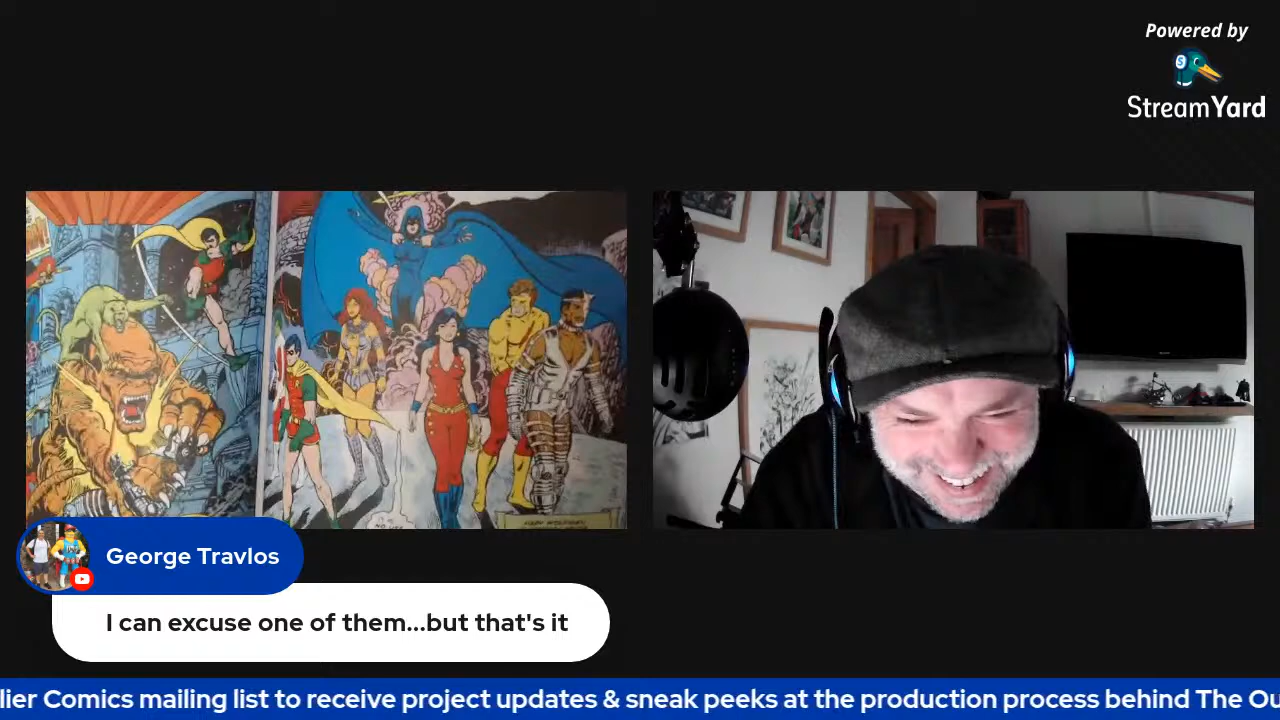 Powered by
StreamYard
George Travlos
I can excuse one of them...but that's it
lier Comics mailing list to receive project updates & sneak peeks at the production process behind The Ou